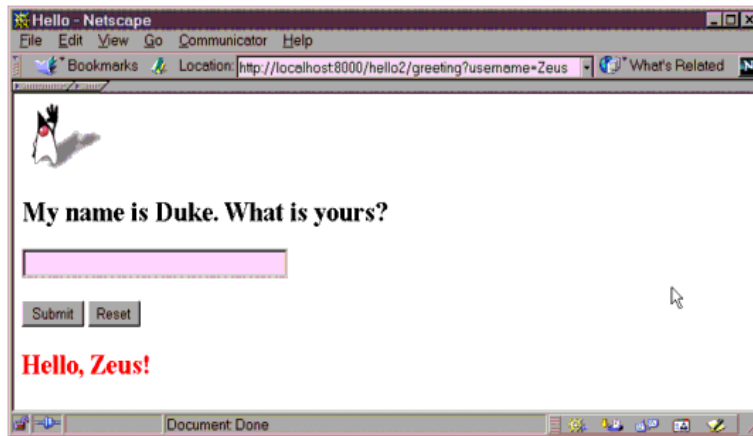 Hello - Netscape
File Edit View Go Communicator Help
Bookmarks Location: http://localhost:8000/hello2/greeting?username=Zeus What's Related N
My name is Duke. What is yours?
Submit Reset
Hello, Zeus!
Document: Done